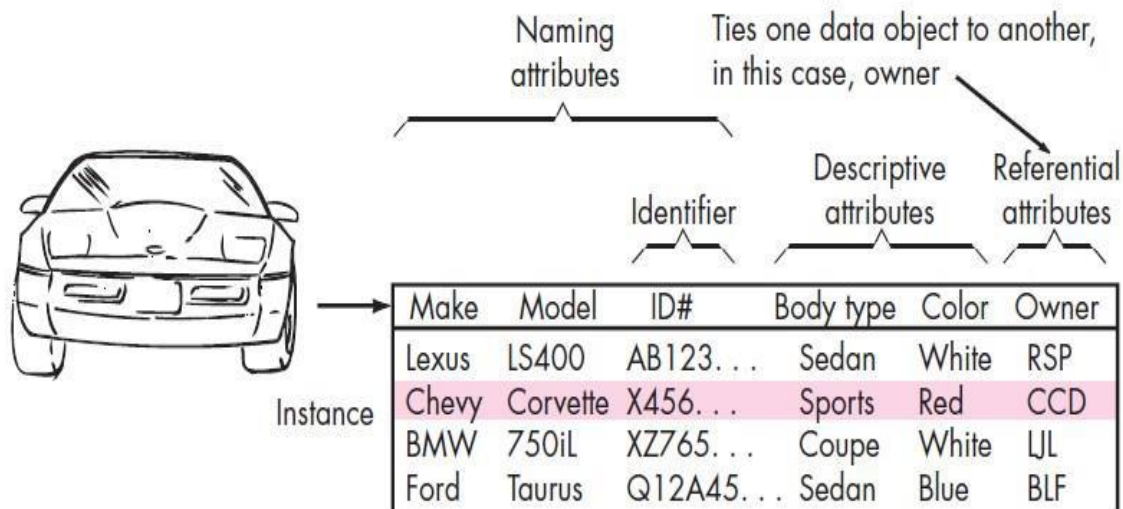 Naming
attributes
Ties one data object to another,
in this case, owner
Identifier
Descriptive
attributes
Referential
attributes
Make Model ID# Body type Color Owner
Lexus LS400 AB123. . . Sedan White RSP
Instance
Chevy Corvette X456. . . Sports Red CCD
BMW 750iL XZ765. . . Coupe White LJL
Ford Taurus Q12A45. . . Sedan Blue BLF